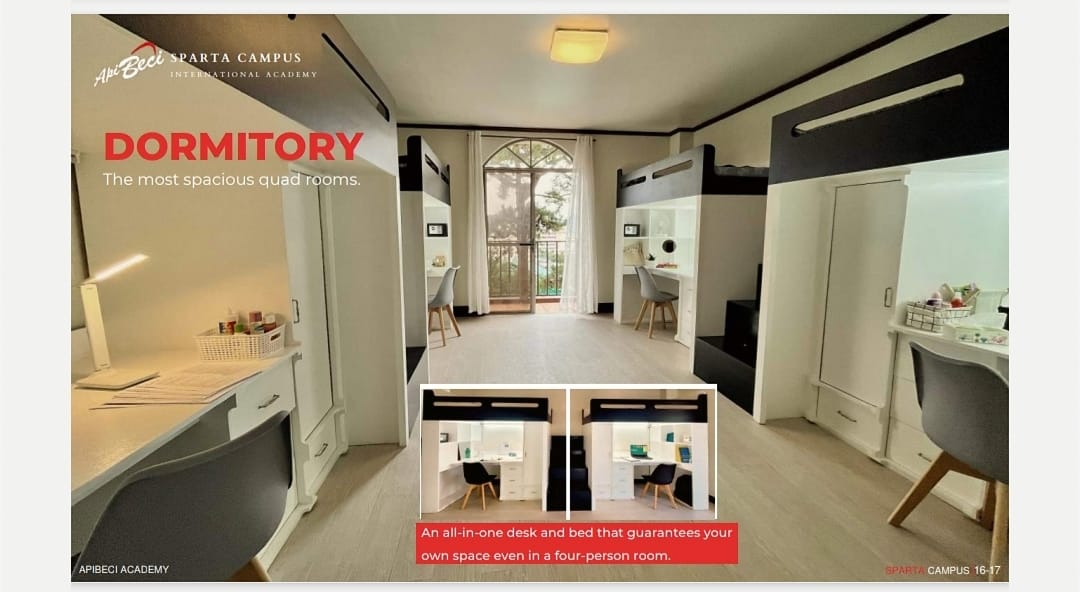 ApiBeci SPARTA CAMPUS
INTERNATIONAL ACADEMY
DORMITORY
The most spacious quad rooms.
An all-in-one desk and bed that guarantees your
own space even in a four-person room.
APIBECI ACADEMY
SPARTA CAMPUS 16-17